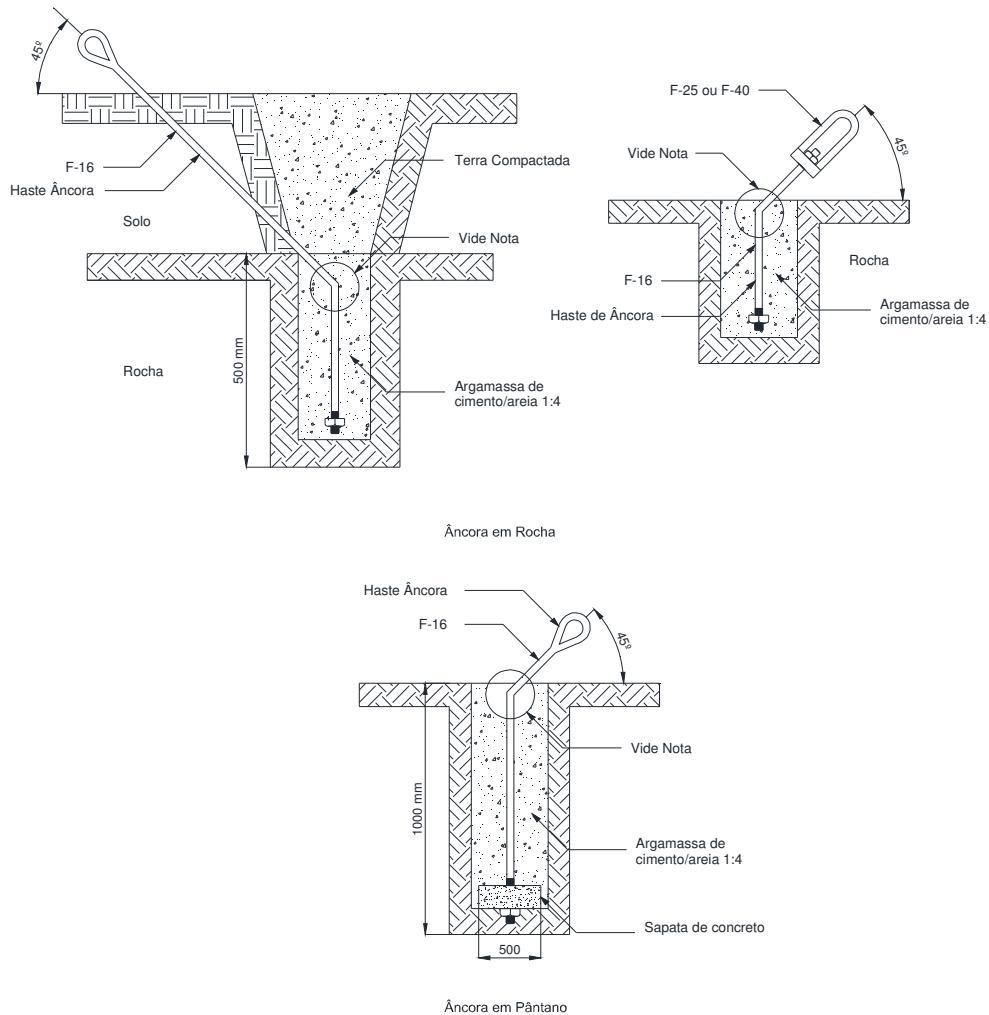 45º
F-16
Haste Âncora
Solo
Terra Compactada
Vide Nota
Rocha
500 mm
Argamassa de
cimento/areia 1:4
F-25 ou F-40
Vide Nota
45º
Rocha
F-16
Haste de Âncora
Argamassa de
cimento/areia 1:4
Âncora em Rocha
Haste Âncora
F-16
45º
Vide Nota
1000 mm
Argamassa de
cimento/areia 1:4
Sapata de concreto
500
Âncora em Pântano